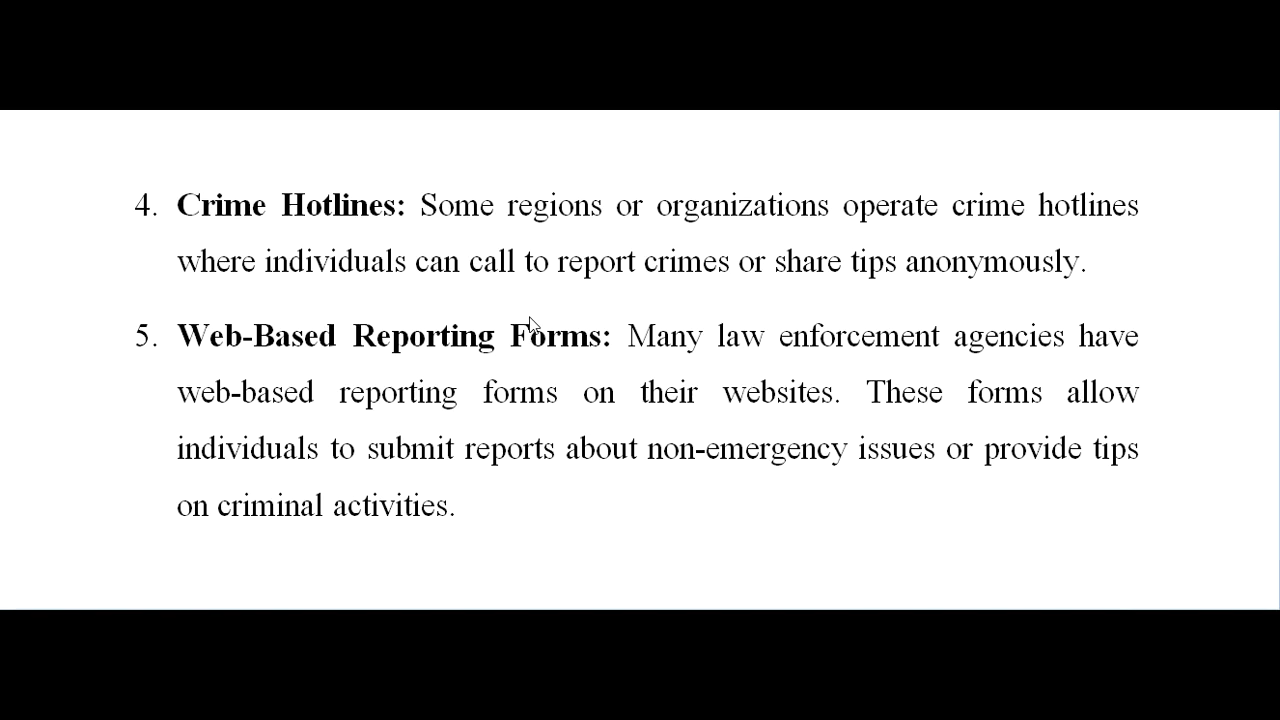 4. Crime Hotlines: Some regions or organizations operate crime hotlines
where individuals can call to report crimes or share tips anonymously.
5. Web-Based Reporting Forms: Many law enforcement agencies have
web-based reporting forms on their websites. These forms allow
individuals to submit reports about non-emergency issues or provide tips
on criminal activities.